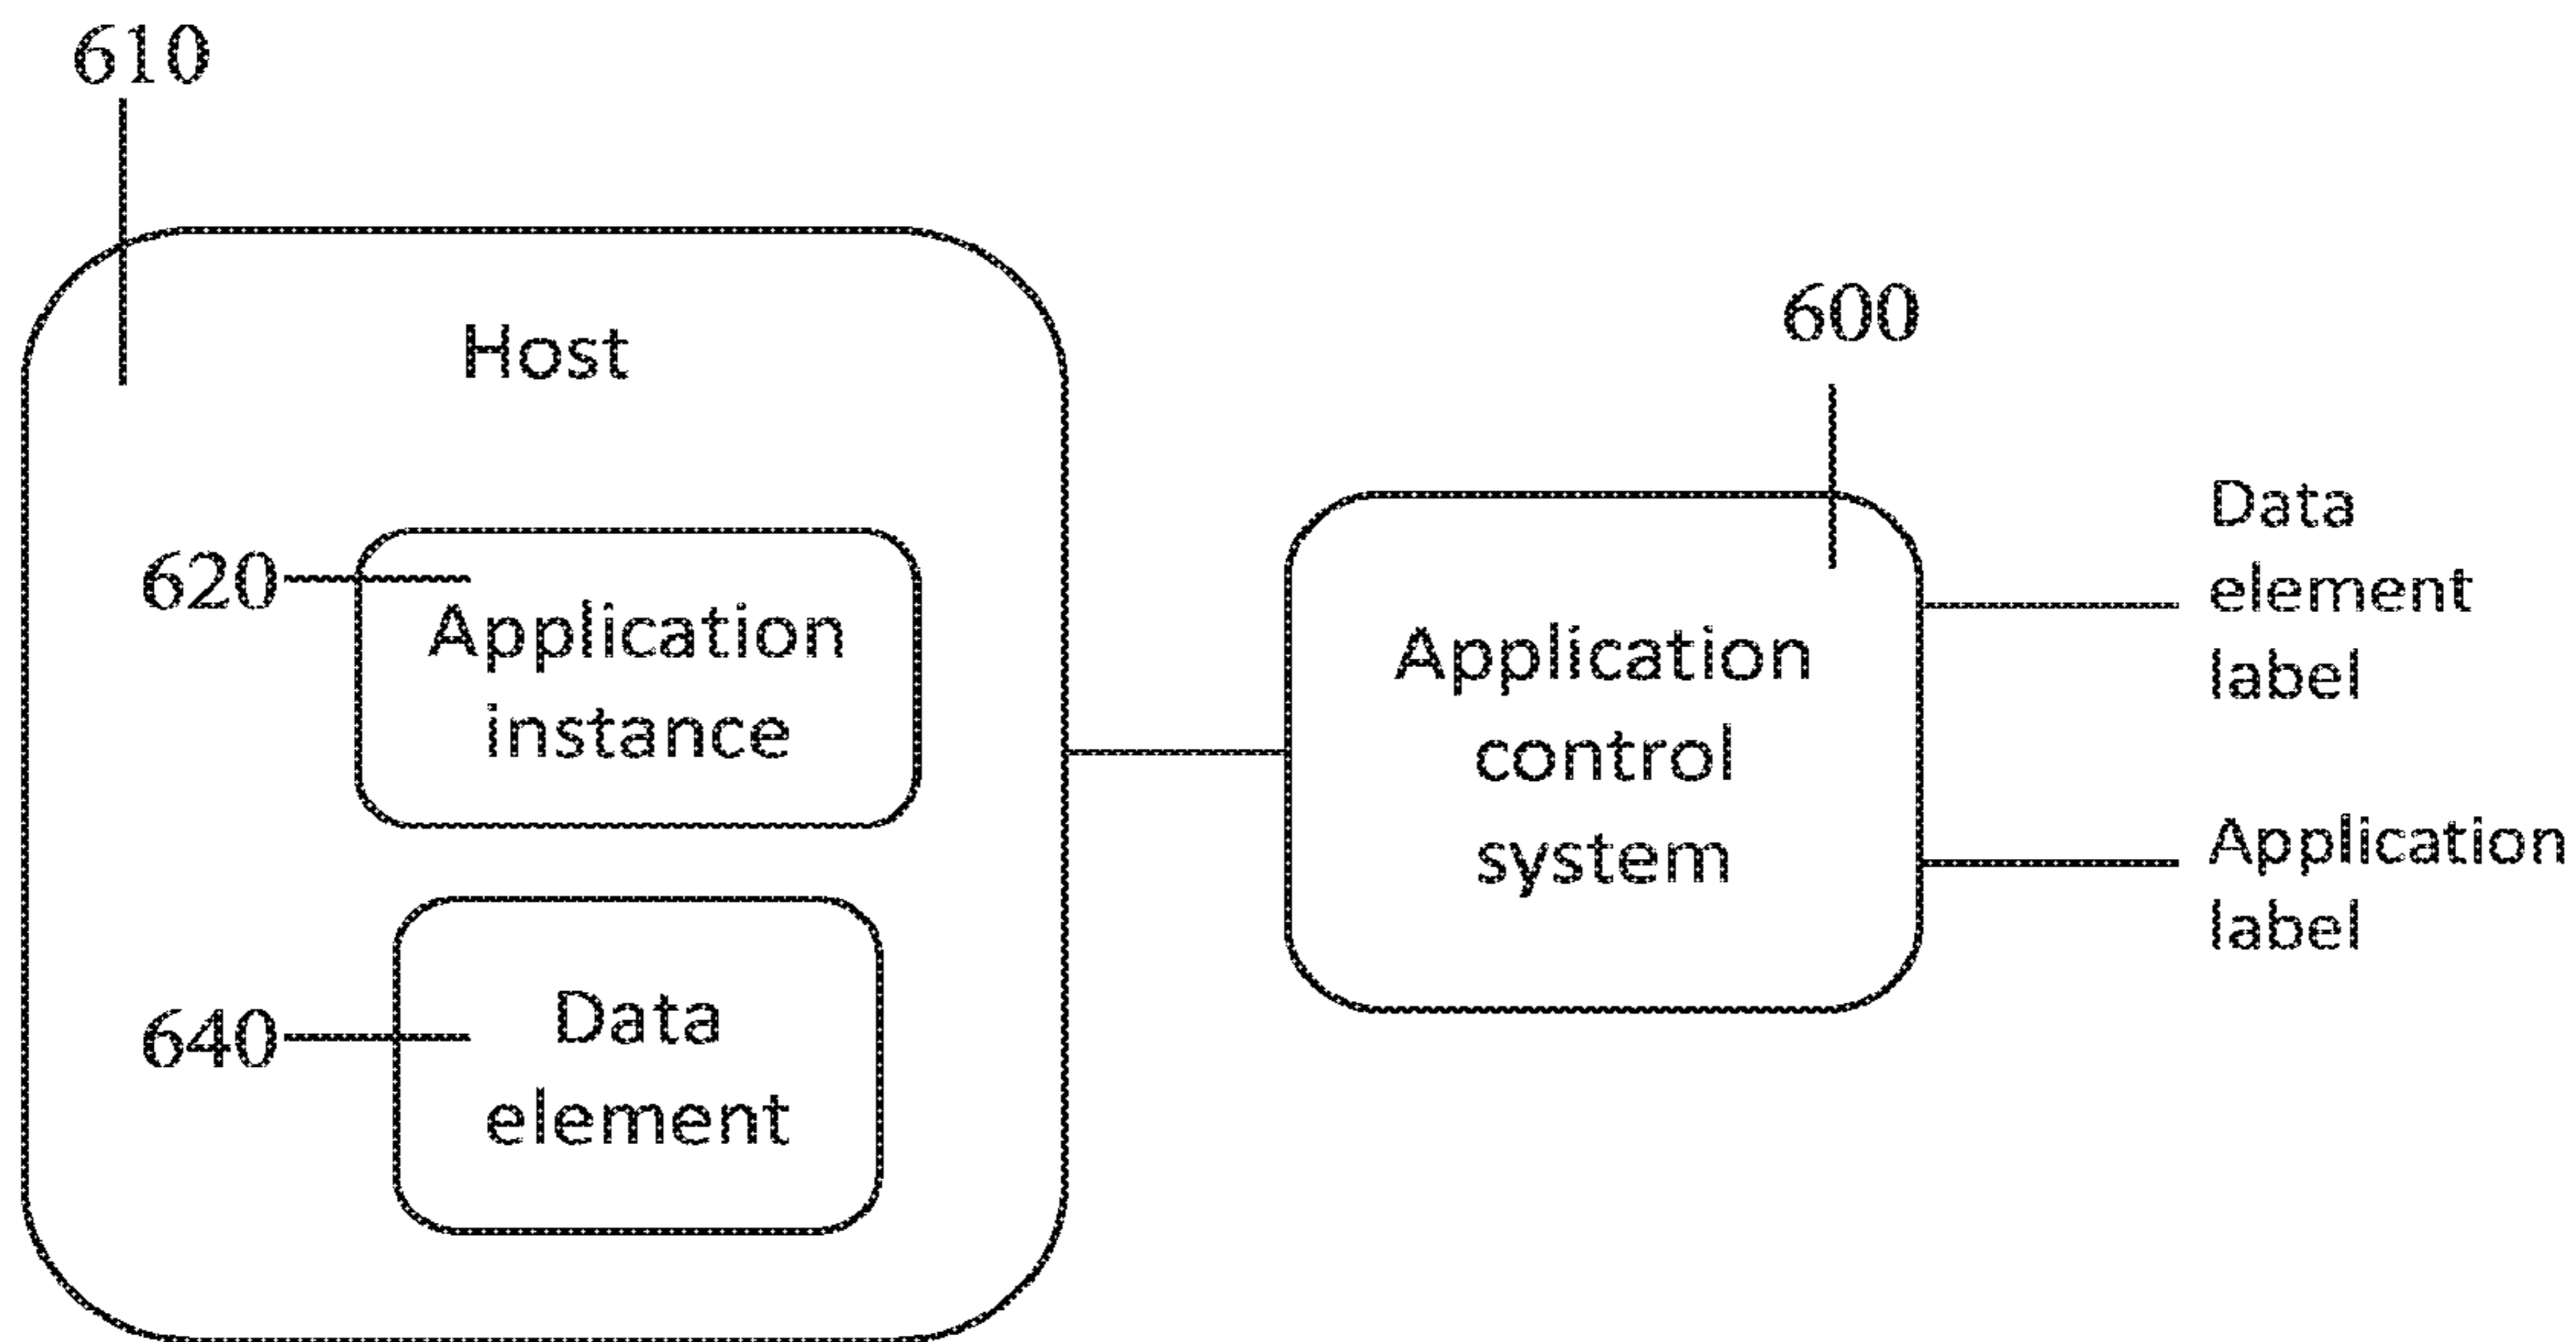 610
Host
620
Application
instance
640
Data
element
600
Application
control
system
Data
element
label
Application
label